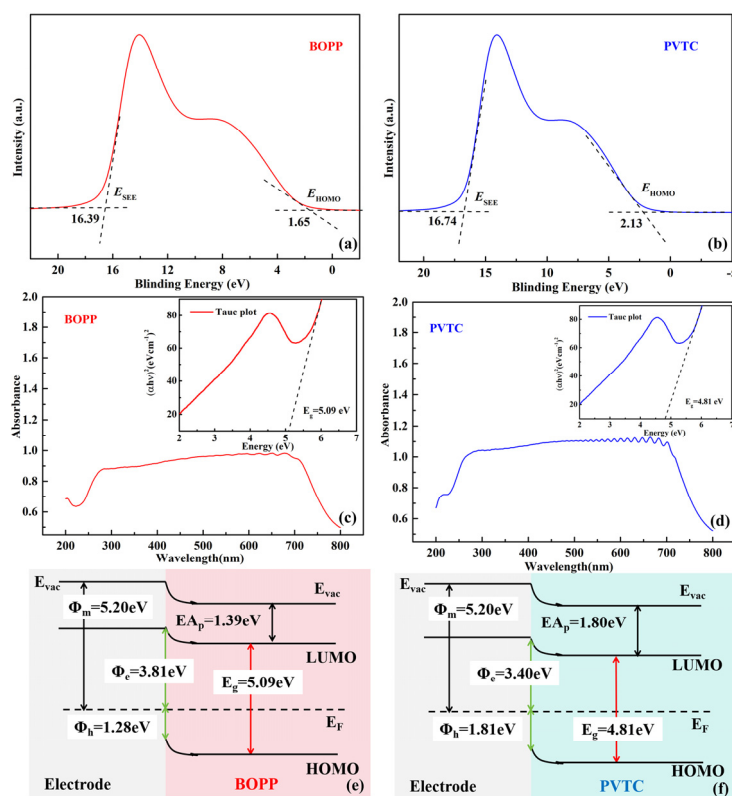 BOPP
Intensity (a.u.)
E_SEE
E_HOMO
16.39
1.65
(a)
20
16
12
8
4
0
Blinding Energy (eV)
PVTC
Intensity (a.u.)
E_SEE
E_HOMO
16.74
2.13
(b)
20
15
10
5
0
-5
Blinding Energy (eV)
2.0
1.8
1.6
1.4
1.2
1.0
0.8
0.6
Absorbance
BOPP
Tauc plot
(αhν)²(eVcm⁻¹)²
80
60
40
20
E_g=5.09 eV
2
3
4
5
6
7
Energy (eV)
(c)
200
300
400
500
600
700
800
Wavelength(nm)
2.0
1.8
1.6
1.4
1.2
1.0
0.8
0.6
Absorbance
PVTC
Tauc plot
(αhν)²(eVcm⁻¹)²
80
60
40
20
E_g=4.81 eV
2
3
4
5
6
7
Energy (eV)
(d)
200
300
400
500
600
700
800
Wavelength(nm)
E_vac
E_vac
Φ_m=5.20eV
EA_p=1.39eV
LUMO
Φ_e=3.81eV
E_g=5.09eV
E_F
Φ_h=1.28eV
HOMO
Electrode
BOPP
(e)
E_vac
E_vac
Φ_m=5.20eV
EA_p=1.80eV
LUMO
Φ_e=3.40eV
E_F
Φ_h=1.81eV
E_g=4.81eV
HOMO
Electrode
PVTC
(f)